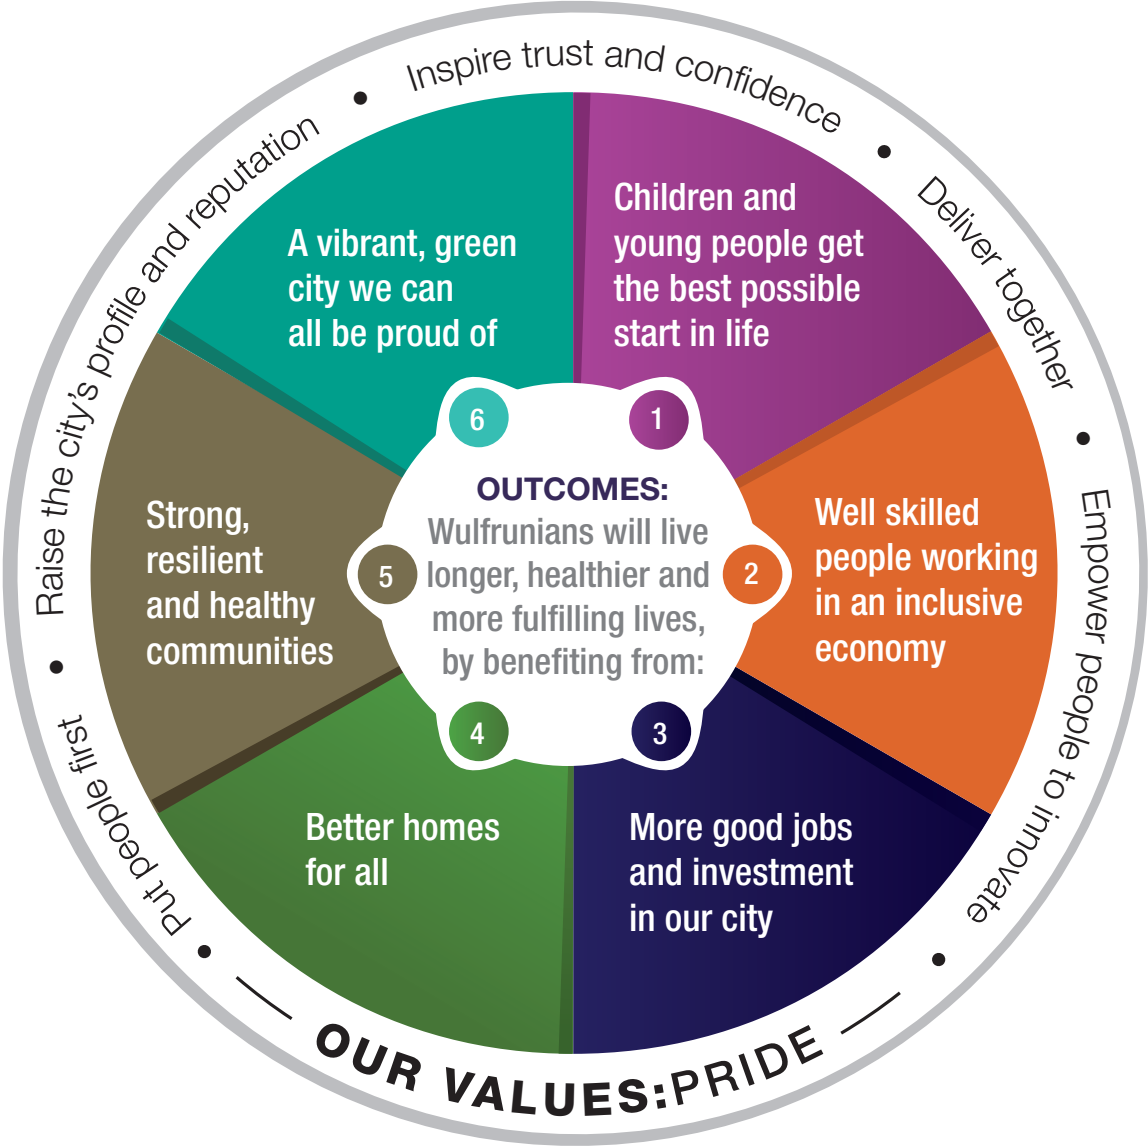 Put people first
Raise the city's profile and reputation
Inspire trust and confidence
Deliver together
Empower people to innovate
OUR VALUES:PRIDE
OUTCOMES:
Wulfrunians will live
longer, healthier and
more fulfilling lives,
by benefiting from:
1
Children and
young people get
the best possible
start in life
2
Well skilled
people working
in an inclusive
economy
3
More good jobs
and investment
in our city
4
Better homes
for all
5
Strong,
resilient
and healthy
communities
6
A vibrant, green
city we can
all be proud of